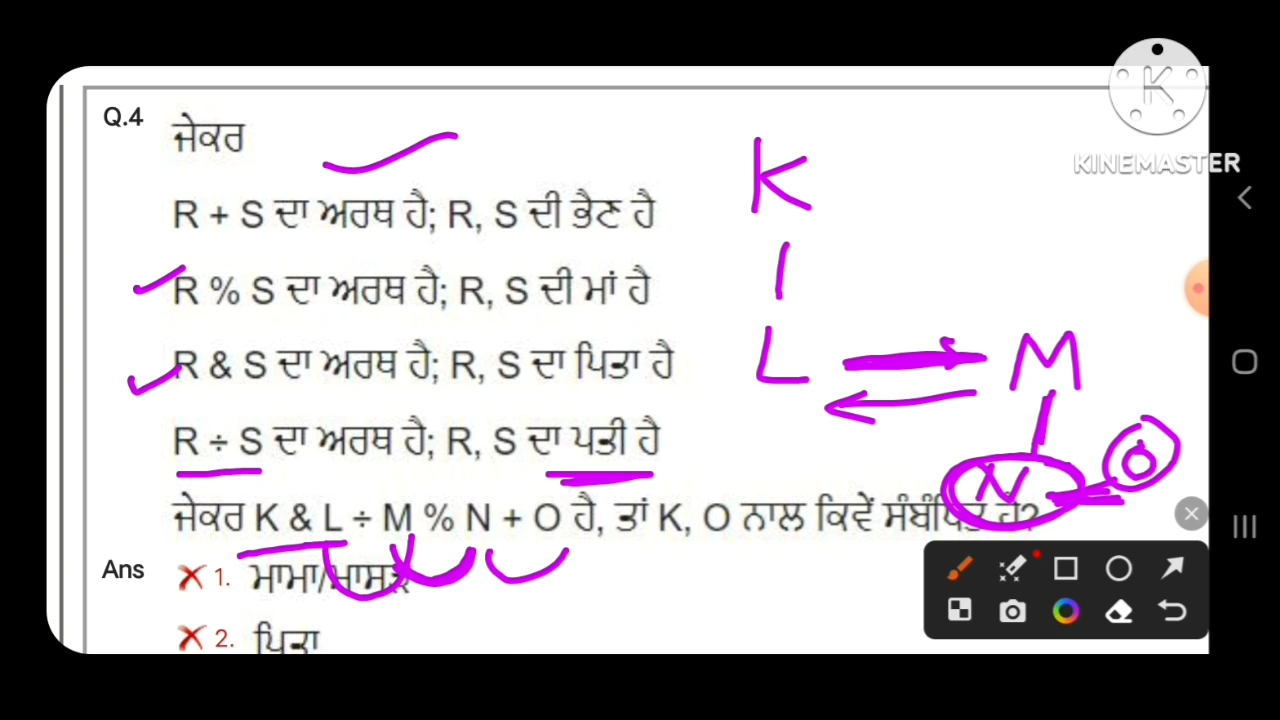 Q.4
ਜੇਕਰ
R + S ਦਾ ਅਰਥ ਹੈ; R, S ਦੀ ਭੈਣ ਹੈ
R % S ਦਾ ਅਰਥ ਹੈ; R, S ਦੀ ਮਾਂ ਹੈ
R & S ਦਾ ਅਰਥ ਹੈ; R, S ਦਾ ਪਿਤਾ ਹੈ
R ÷ S ਦਾ ਅਰਥ ਹੈ; R, S ਦਾ ਪਤੀ ਹੈ
ਜੇਕਰ K & L ÷ M % N + O ਹੈ, ਤਾਂ K, O ਨਾਲ ਕਿਵੇਂ ਸੰਬੰਧਿਤ ਹੈ?
Ans 1. ਮਾਮਾ/ਮਾਸੜ
2. ਪਿਤਾ
K
L M
N O
K
KINEMASTER